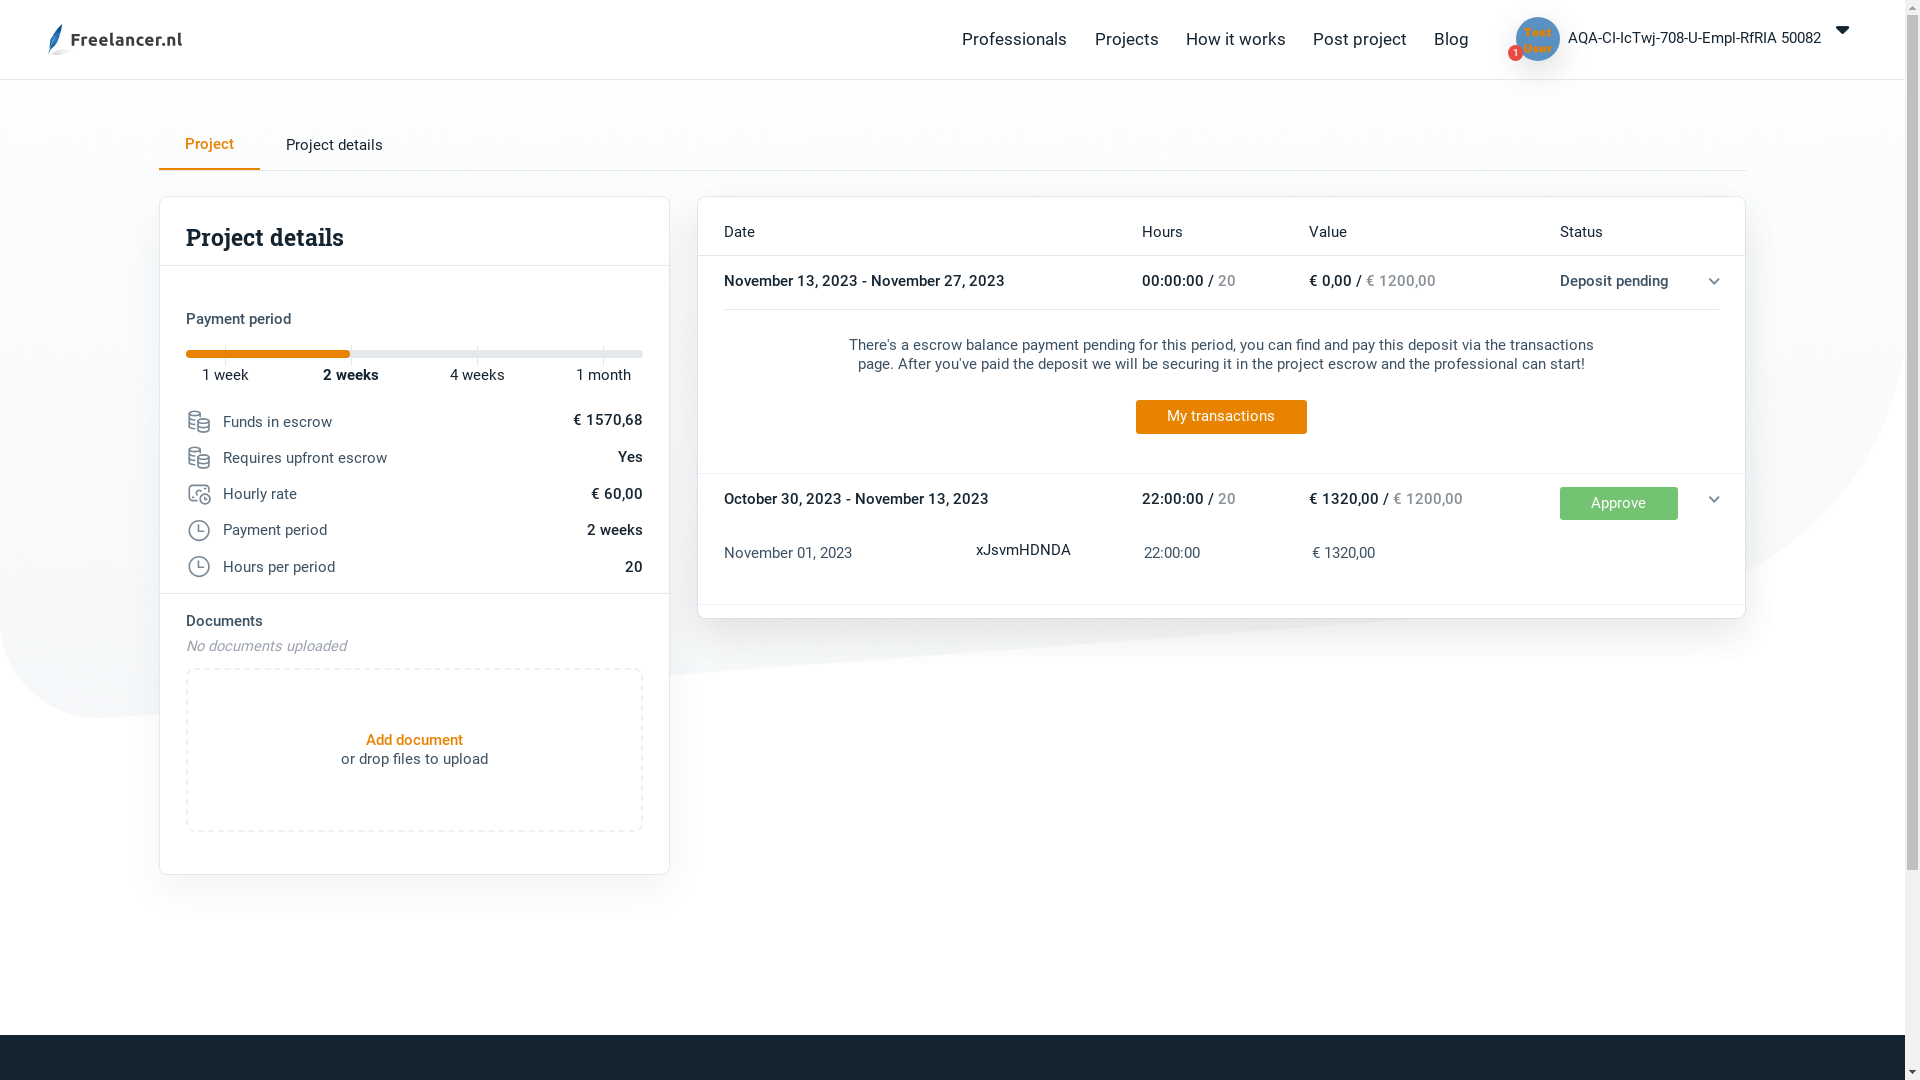 Freelancer.nl
Professionals
Projects
How it works
Post project
Blog
Test
User
1
AQA-CI-IcTwj-708-U-Empl-RfRIA 50082
Project
Project details
Project details
Payment period
1 week
2 weeks
4 weeks
1 month
Funds in escrow
€ 1570,68
Requires upfront escrow
Yes
Hourly rate
€ 60,00
Payment period
2 weeks
Hours per period
20
Documents
No documents uploaded
Add document
or drop files to upload
Date
Hours
Value
Status
November 13, 2023 - November 27, 2023
00:00:00 / 20
€ 0,00 / € 1200,00
Deposit pending
There's a escrow balance payment pending for this period, you can find and pay this deposit via the transactions
page. After you've paid the deposit we will be securing it in the project escrow and the professional can start!
My transactions
October 30, 2023 - November 13, 2023
22:00:00 / 20
€ 1320,00 / € 1200,00
Approve
November 01, 2023
xJsvmHDNDA
22:00:00
€ 1320,00